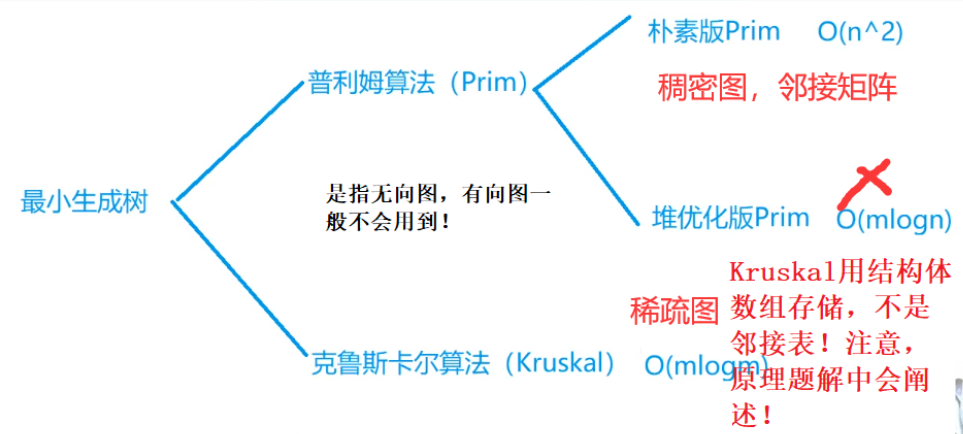 朴素版Prim O(n^2)
普利姆算法（Prim）
稠密图，邻接矩阵
最小生成树
是指无向图，有向图一
般不会用到！
堆优化版Prim O(mlogn)
Kruskal用结构体
数组存储，不是
邻接表！注意，
原理题解中会阐
述！
稀疏图
克鲁斯卡尔算法（Kruskal） O(mlogm)